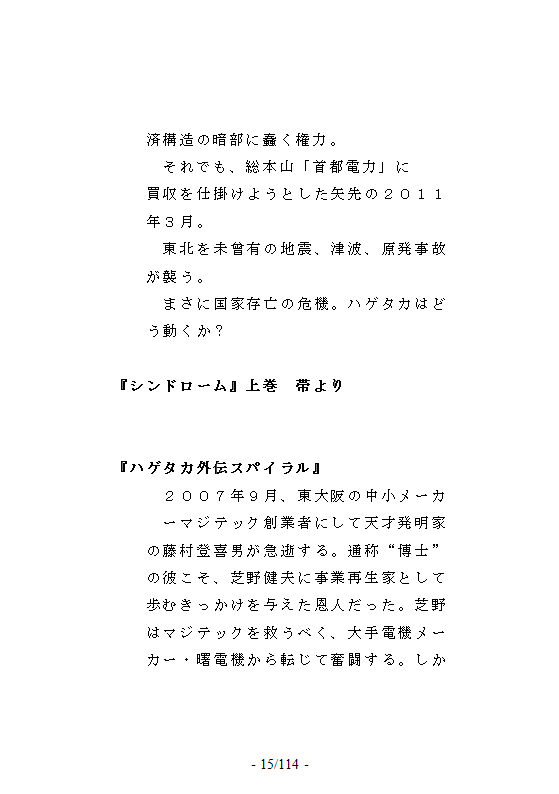 済構造の暗部に蠢く権力。
それでも、総本山「首都電力」に
買収を仕掛けようとした矢先の２０１１
年３月。
東北を未曾有の地震、津波、原発事故
が襲う。
まさに国家存亡の危機。ハゲタカはど
う動くか？
『シンドローム』上巻　帯より
『ハゲタカ外伝スパイラル』
２００７年９月、東大阪の中小メーカ
ーマジテック創業者にして天才発明家
の藤村登喜男が急逝する。通称“博士”
の彼こそ、芝野健夫に事業再生家として
歩むきっかけを与えた恩人だった。芝野
はマジテックを救うべく、大手電機メー
カー・曙電機から転じて奮闘する。しか
- 15/114 -